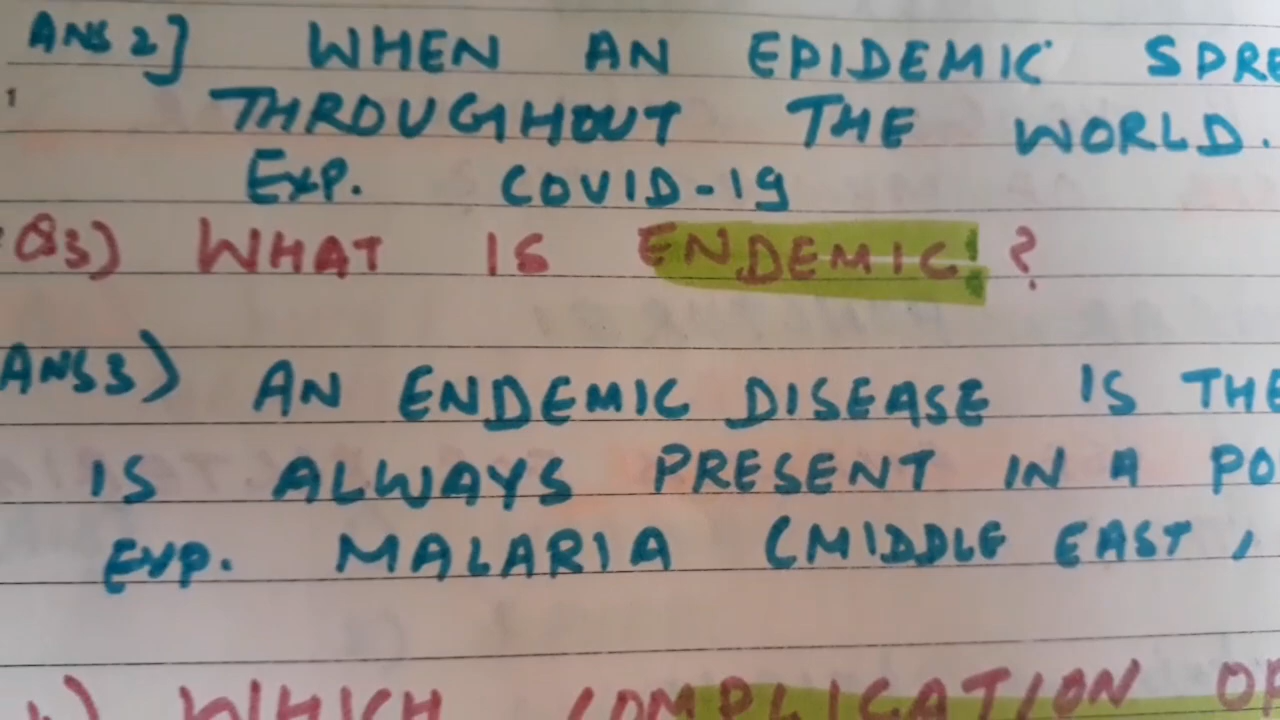 ANS 2] WHEN AN EPIDEMIC SPRE
THROUGHOUT THE WORLD.
EXP. COVID-19
Q3) WHAT IS ENDEMIC ?
ANS3) AN ENDEMIC DISEASE IS THE
IS ALWAYS PRESENT IN A PO
EXP. MALARIA (MIDDLE EAST,
) WHICH COMPLICATION OF